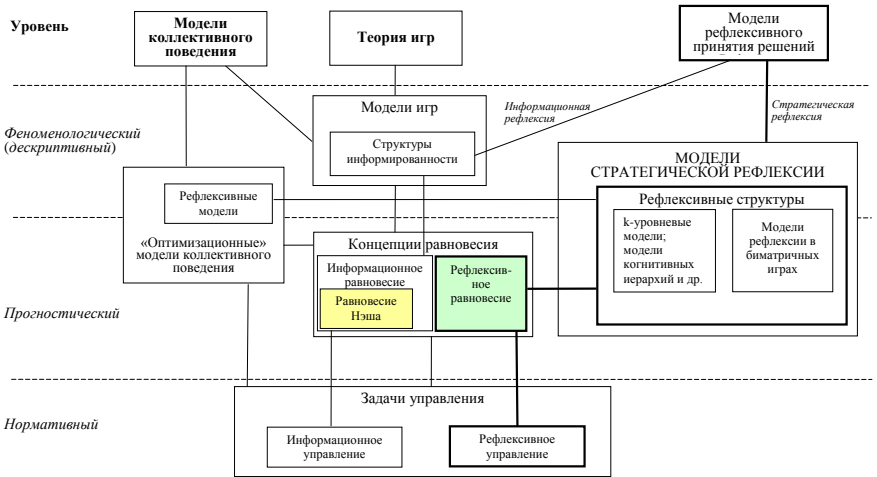 Уровень
Модели
коллективного
поведения
Теория игр
Модели
рефлексивного
принятия решений
Феноменологический
(дескриптивный)
Модели игр
Структуры
информированности
Информационная
рефлексия
Стратегическая
рефлексия
Рефлексивные
модели
«Оптимизационные»
модели коллективного
поведения
МОДЕЛИ
СТРАТЕГИЧЕСКОЙ РЕФЛЕКСИИ
Рефлексивные структуры
k-уровневые
модели;
модели
когнитивных
иерархий и др.
Модели
рефлексии в
биматричных
играх
Прогностический
Концепции равновесия
Информационное
равновесие
Равновесие
Нэша
Рефлексив-
ное
равновесие
Нормативный
Задачи управления
Информационное
управление
Рефлексивное
управление